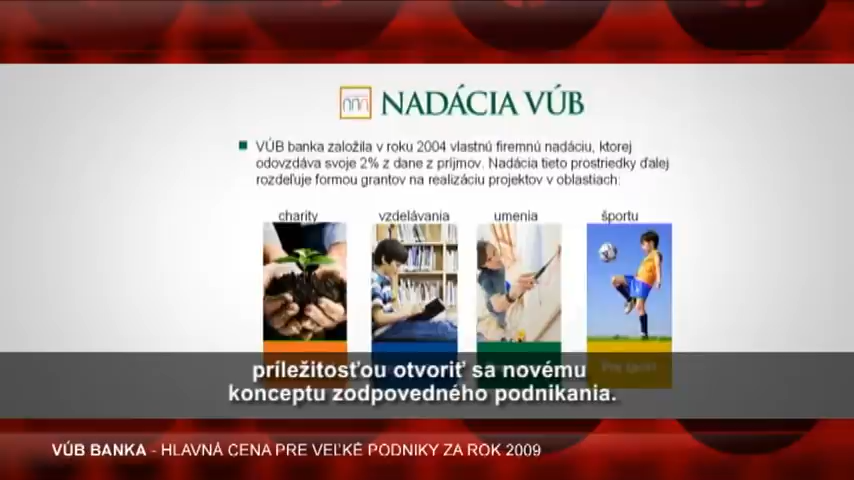 NADÁCIA VÚB
VÚB banka založila v roku 2004 vlastnú firemnú nadáciu, ktorej
odovzdáva svoje 2% z dane z príjmov. Nadácia tieto prostriedky ďalej
rozdeľuje formou grantov na realizáciu projektov v oblastiach:
charity vzdelávania umenia športu
príležitosťou otvoriť sa novému
konceptu zodpovedného podnikania.
VÚB BANKA - HLAVNÁ CENA PRE VEĽKÉ PODNIKY ZA ROK 2009